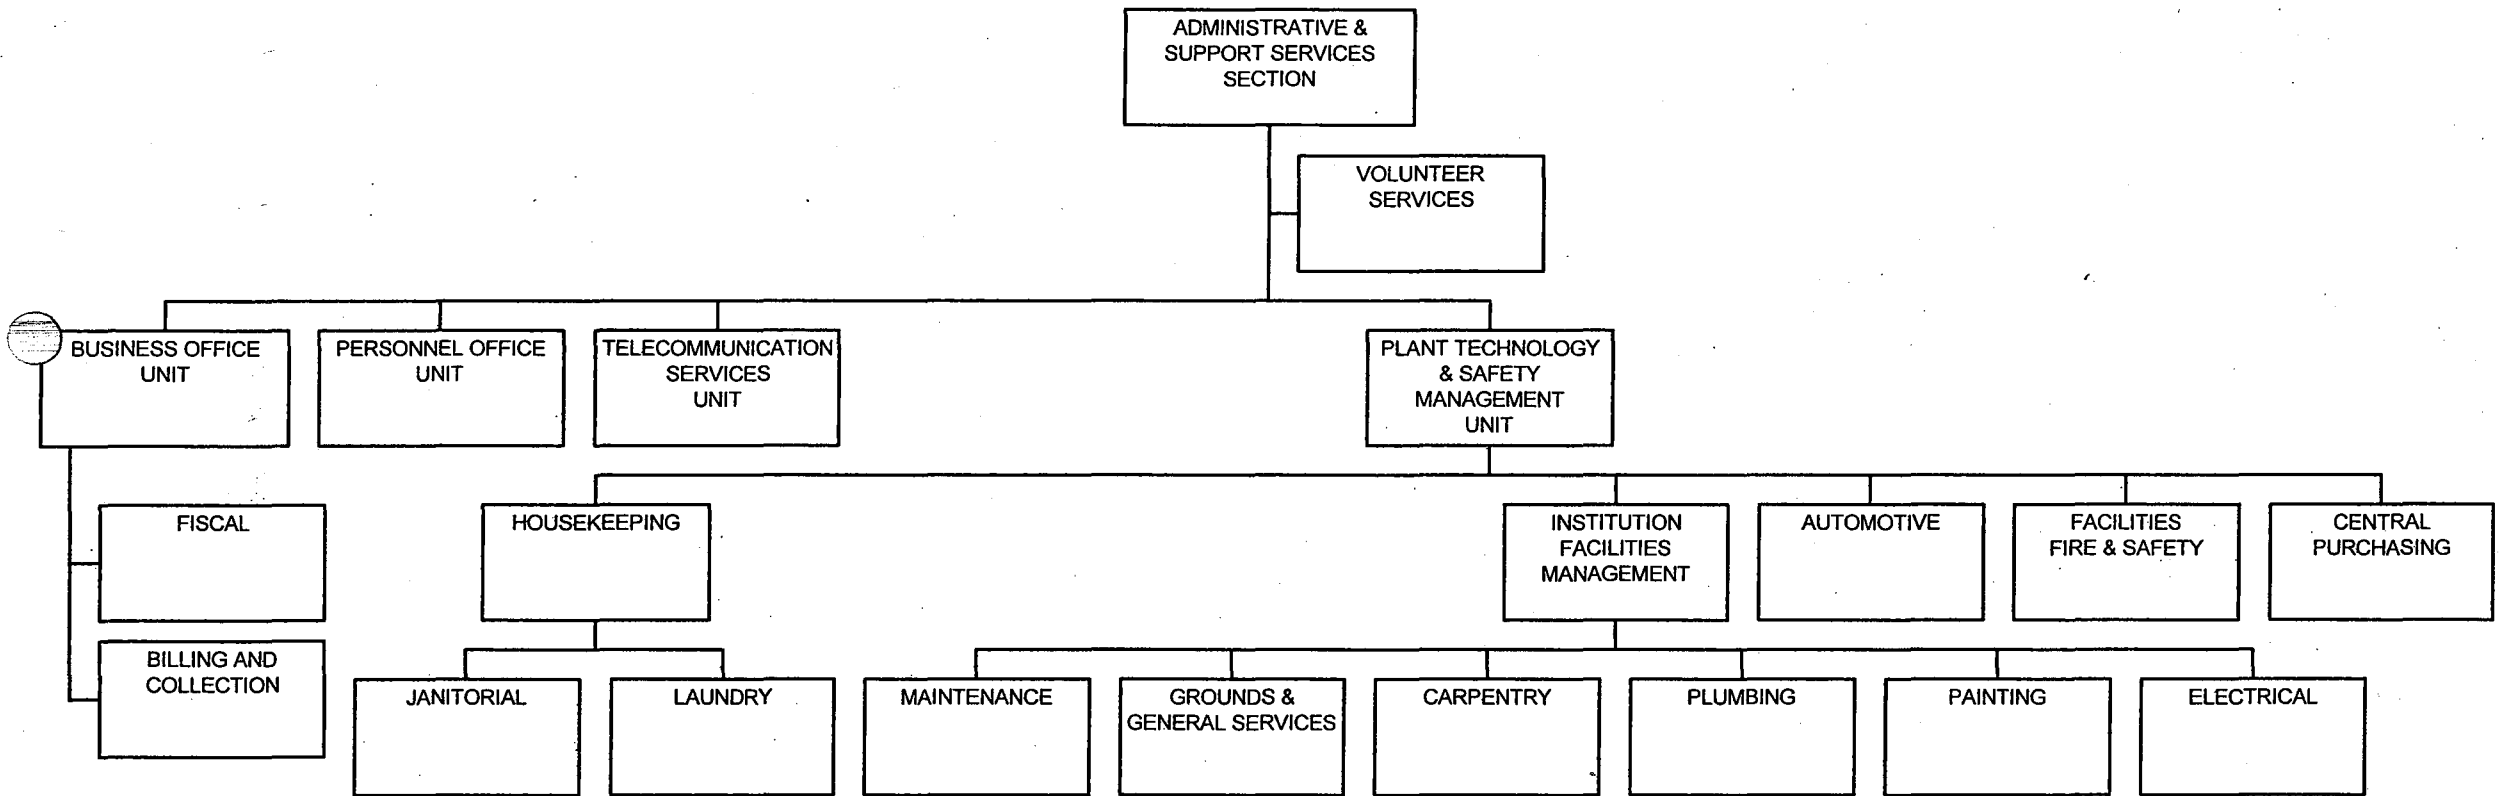 ADMINISTRATIVE &
SUPPORT SERVICES
SECTION
VOLUNTEER
SERVICES
BUSINESS OFFICE
UNIT
PERSONNEL OFFICE
UNIT
TELECOMMUNICATION
SERVICES
UNIT
PLANT TECHNOLOGY
& SAFETY
MANAGEMENT
UNIT
FISCAL
HOUSEKEEPING
INSTITUTION
FACILITIES
MANAGEMENT
AUTOMOTIVE
FACILITIES
FIRE & SAFETY
CENTRAL
PURCHASING
BILLING AND
COLLECTION
JANITORIAL
LAUNDRY
MAINTENANCE
GROUNDS &
GENERAL SERVICES
CARPENTRY
PLUMBING
PAINTING
ELECTRICAL